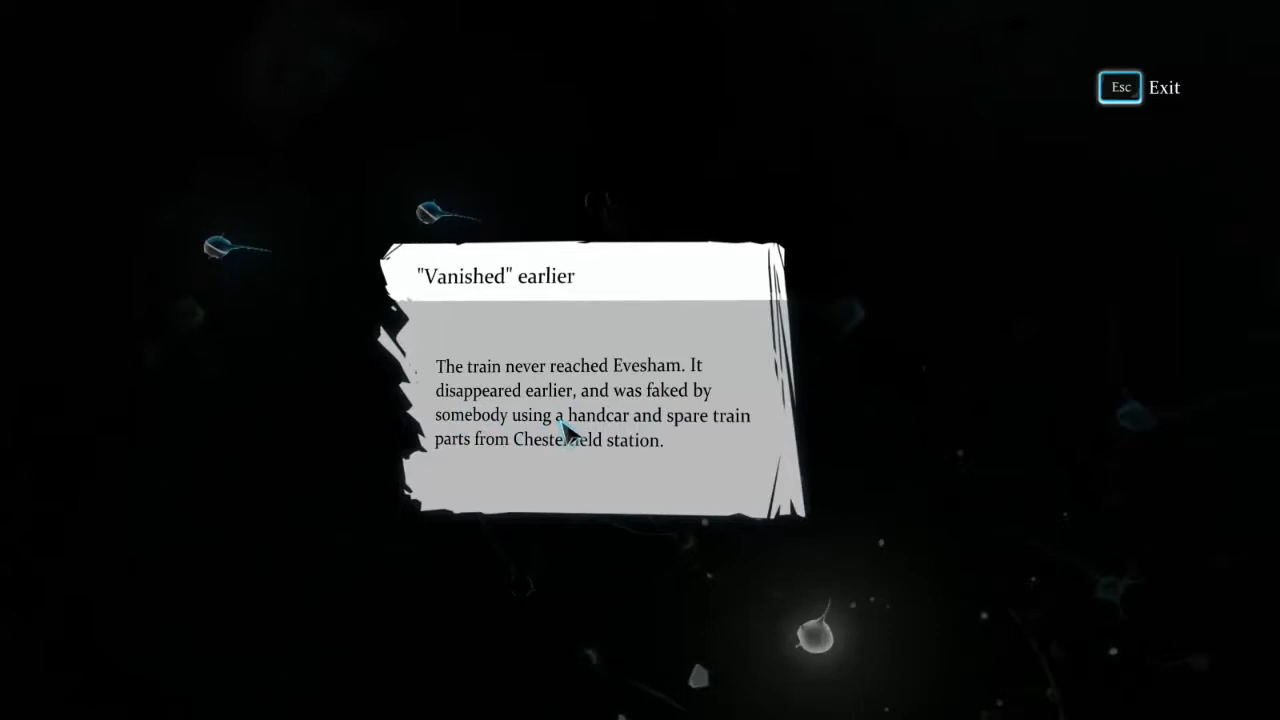 Esc Exit
"Vanished" earlier
The train never reached Evesham. It
disappeared earlier, and was faked by
somebody using a handcar and spare train
parts from Chesterfield station.